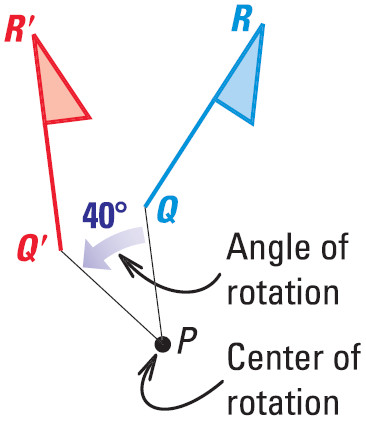 R′
R
40°
Q
Q′
Angle of
rotation
P
Center of
rotation